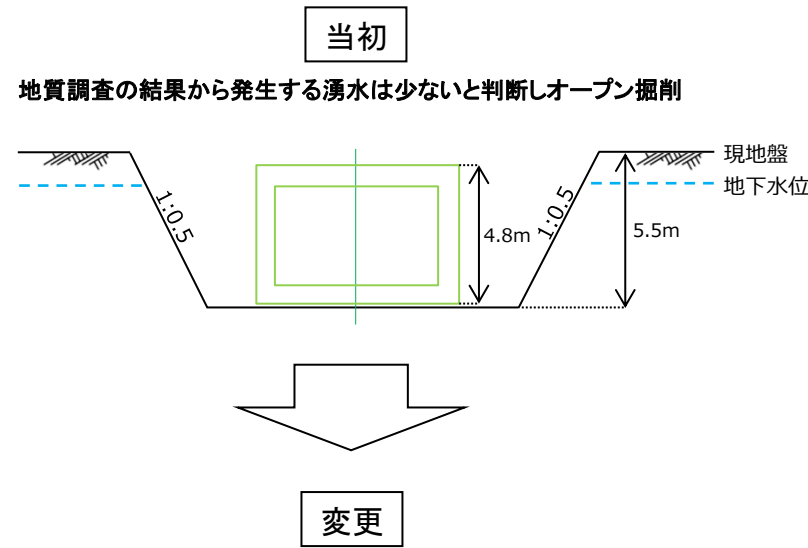 当初
地質調査の結果から発生する湧水は少ないと判断しオープン掘削
現地盤
地下水位
1:0.5
4.8m
1:0.5
5.5m
変更